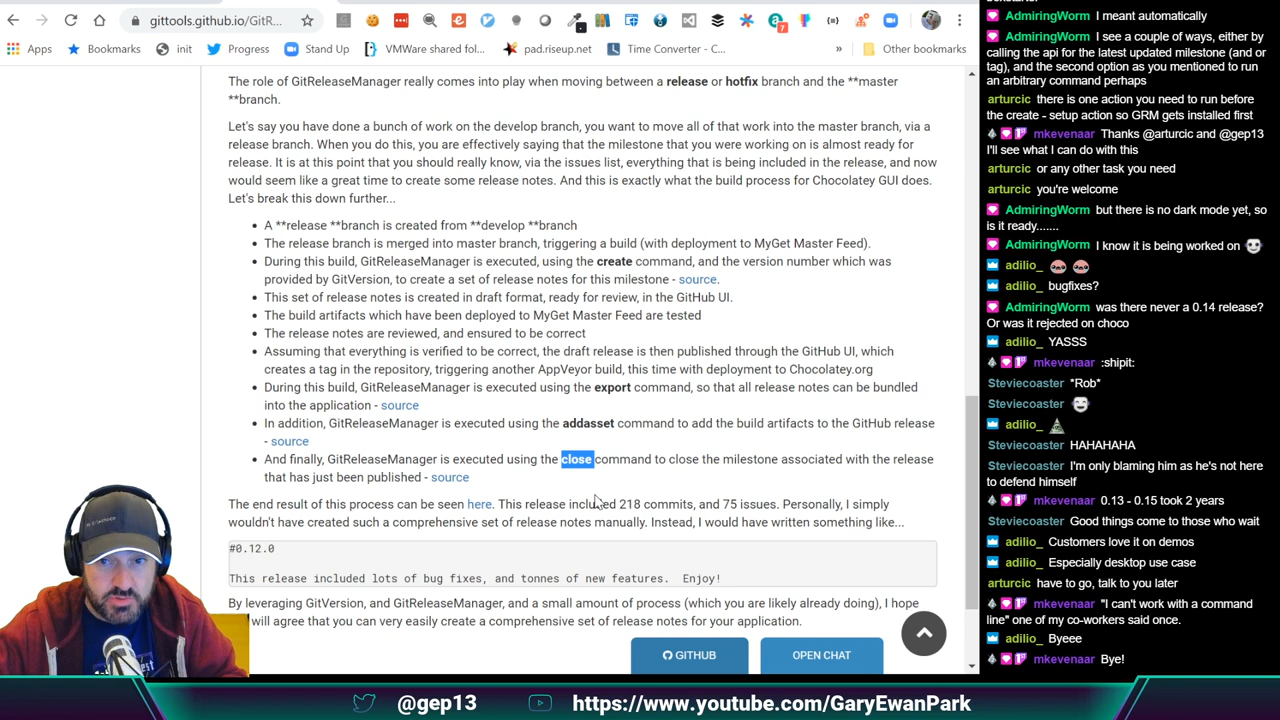 gittools.github.io/GitR...
Apps
Bookmarks
init
Progress
Stand Up
VMWare shared fol...
pad.riseup.net
Time Converter - C...
»
Other bookmarks
7
The role of GitReleaseManager really comes into play when moving between a release or hotfix branch and the **master
**branch.
Let's say you have done a bunch of work on the develop branch, you want to move all of that work into the master branch, via a
release branch. When you do this, you are effectively saying that the milestone that you were working on is almost ready for
release. It is at this point that you should really know, via the issues list, everything that is being included in the release, and now
would seem like a great time to create some release notes. And this is exactly what the build process for Chocolatey GUI does.
Let's break this down further...
• A **release **branch is created from **develop **branch
• The release branch is merged into master branch, triggering a build (with deployment to MyGet Master Feed).
• During this build, GitReleaseManager is executed, using the create command, and the version number which was
provided by GitVersion, to create a set of release notes for this milestone - source.
• This set of release notes is created in draft format, ready for review, in the GitHub UI.
• The build artifacts which have been deployed to MyGet Master Feed are tested
• The release notes are reviewed, and ensured to be correct
• Assuming that everything is verified to be correct, the draft release is then published through the GitHub UI, which
creates a tag in the repository, triggering another AppVeyor build, this time with deployment to Chocolatey.org
• During this build, GitReleaseManager is executed using the export command, so that all release notes can be bundled
into the application - source
• In addition, GitReleaseManager is executed using the addasset command to add the build artifacts to the GitHub release
- source
• And finally, GitReleaseManager is executed using the close command to close the milestone associated with the release
that has just been published - source
The end result of this process can be seen here. This release included 218 commits, and 75 issues. Personally, I simply
wouldn't have created such a comprehensive set of release notes manually. Instead, I would have written something like...
#0.12.0
This release included lots of bug fixes, and tonnes of new features. Enjoy!
By leveraging GitVersion, and GitReleaseManager, and a small amount of process (which you are likely already doing), I hope
will agree that you can very easily create a comprehensive set of release notes for your application.
GITHUB
OPEN CHAT
AdmiringWorm I meant automatically
AdmiringWorm I see a couple of ways, either by
calling the api for the latest updated milestone (and or
tag), and the second option as you mentioned to run
an arbitrary command perhaps
arturcic there is one action you need to run before
the create - setup action so GRM gets installed first
mkevenaar Thanks @arturcic and @gep13
I'll see what I can do with this
arturcic or any other task you need
arturcic you're welcome
AdmiringWorm but there is no dark mode yet, so
is it ready.......
AdmiringWorm I know it is being worked on
adilio_
adilio_ bugfixes?
AdmiringWorm was there never a 0.14 release?
Or was it rejected on choco
adilio_ YASSS
mkevenaar :shipit:
Steviecoaster *Rob*
Steviecoaster
adilio_
Steviecoaster HAHAHAHA
Steviecoaster I'm only blaming him as he's not here
to defend himself
mkevenaar 0.13 - 0.15 took 2 years
Steviecoaster Good things come to those who wait
adilio_ Customers love it on demos
adilio_ Especially desktop use case
arturcic have to go, talk to you later
mkevenaar "I can't work with a command
line" one of my co-workers said once.
adilio_ Byeee
mkevenaar Bye!
@gep13
https://www.youtube.com/GaryEwanPark